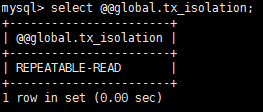 mysql> select @@global.tx_isolation;
+-----------------------+
| @@global.tx_isolation |
+-----------------------+
| REPEATABLE-READ       |
+-----------------------+
1 row in set (0.00 sec)